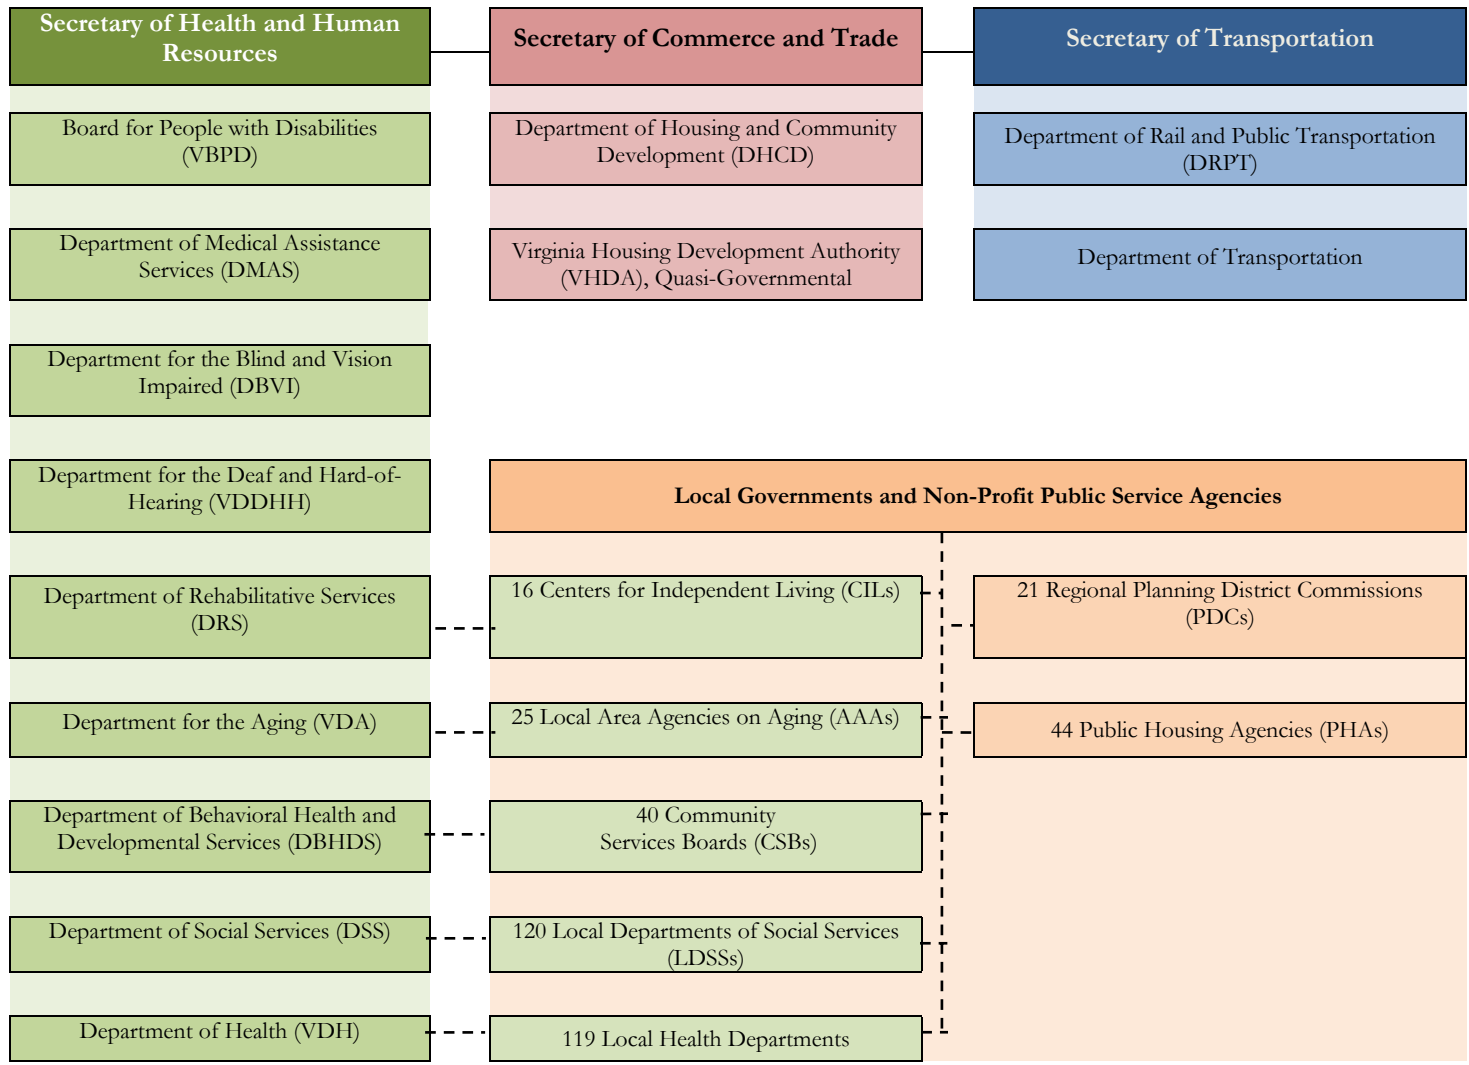 Secretary of Health and Human
Resources
Secretary of Commerce and Trade
Secretary of Transportation
Board for People with Disabilities
(VBPD)
Department of Housing and Community
Development (DHCD)
Department of Rail and Public Transportation
(DRPT)
Department of Medical Assistance
Services (DMAS)
Virginia Housing Development Authority
(VHDA), Quasi-Governmental
Department of Transportation
Department for the Blind and Vision
Impaired (DBVI)
Department for the Deaf and Hard-of-
Hearing (VDDHH)
Local Governments and Non-Profit Public Service Agencies
Department of Rehabilitative Services
(DRS)
16 Centers for Independent Living (CILs)
21 Regional Planning District Commissions
(PDCs)
Department for the Aging (VDA)
25 Local Area Agencies on Aging (AAAs)
44 Public Housing Agencies (PHAs)
Department of Behavioral Health and
Developmental Services (DBHDS)
40 Community
Services Boards (CSBs)
Department of Social Services (DSS)
120 Local Departments of Social Services
(LDSSs)
Department of Health (VDH)
119 Local Health Departments